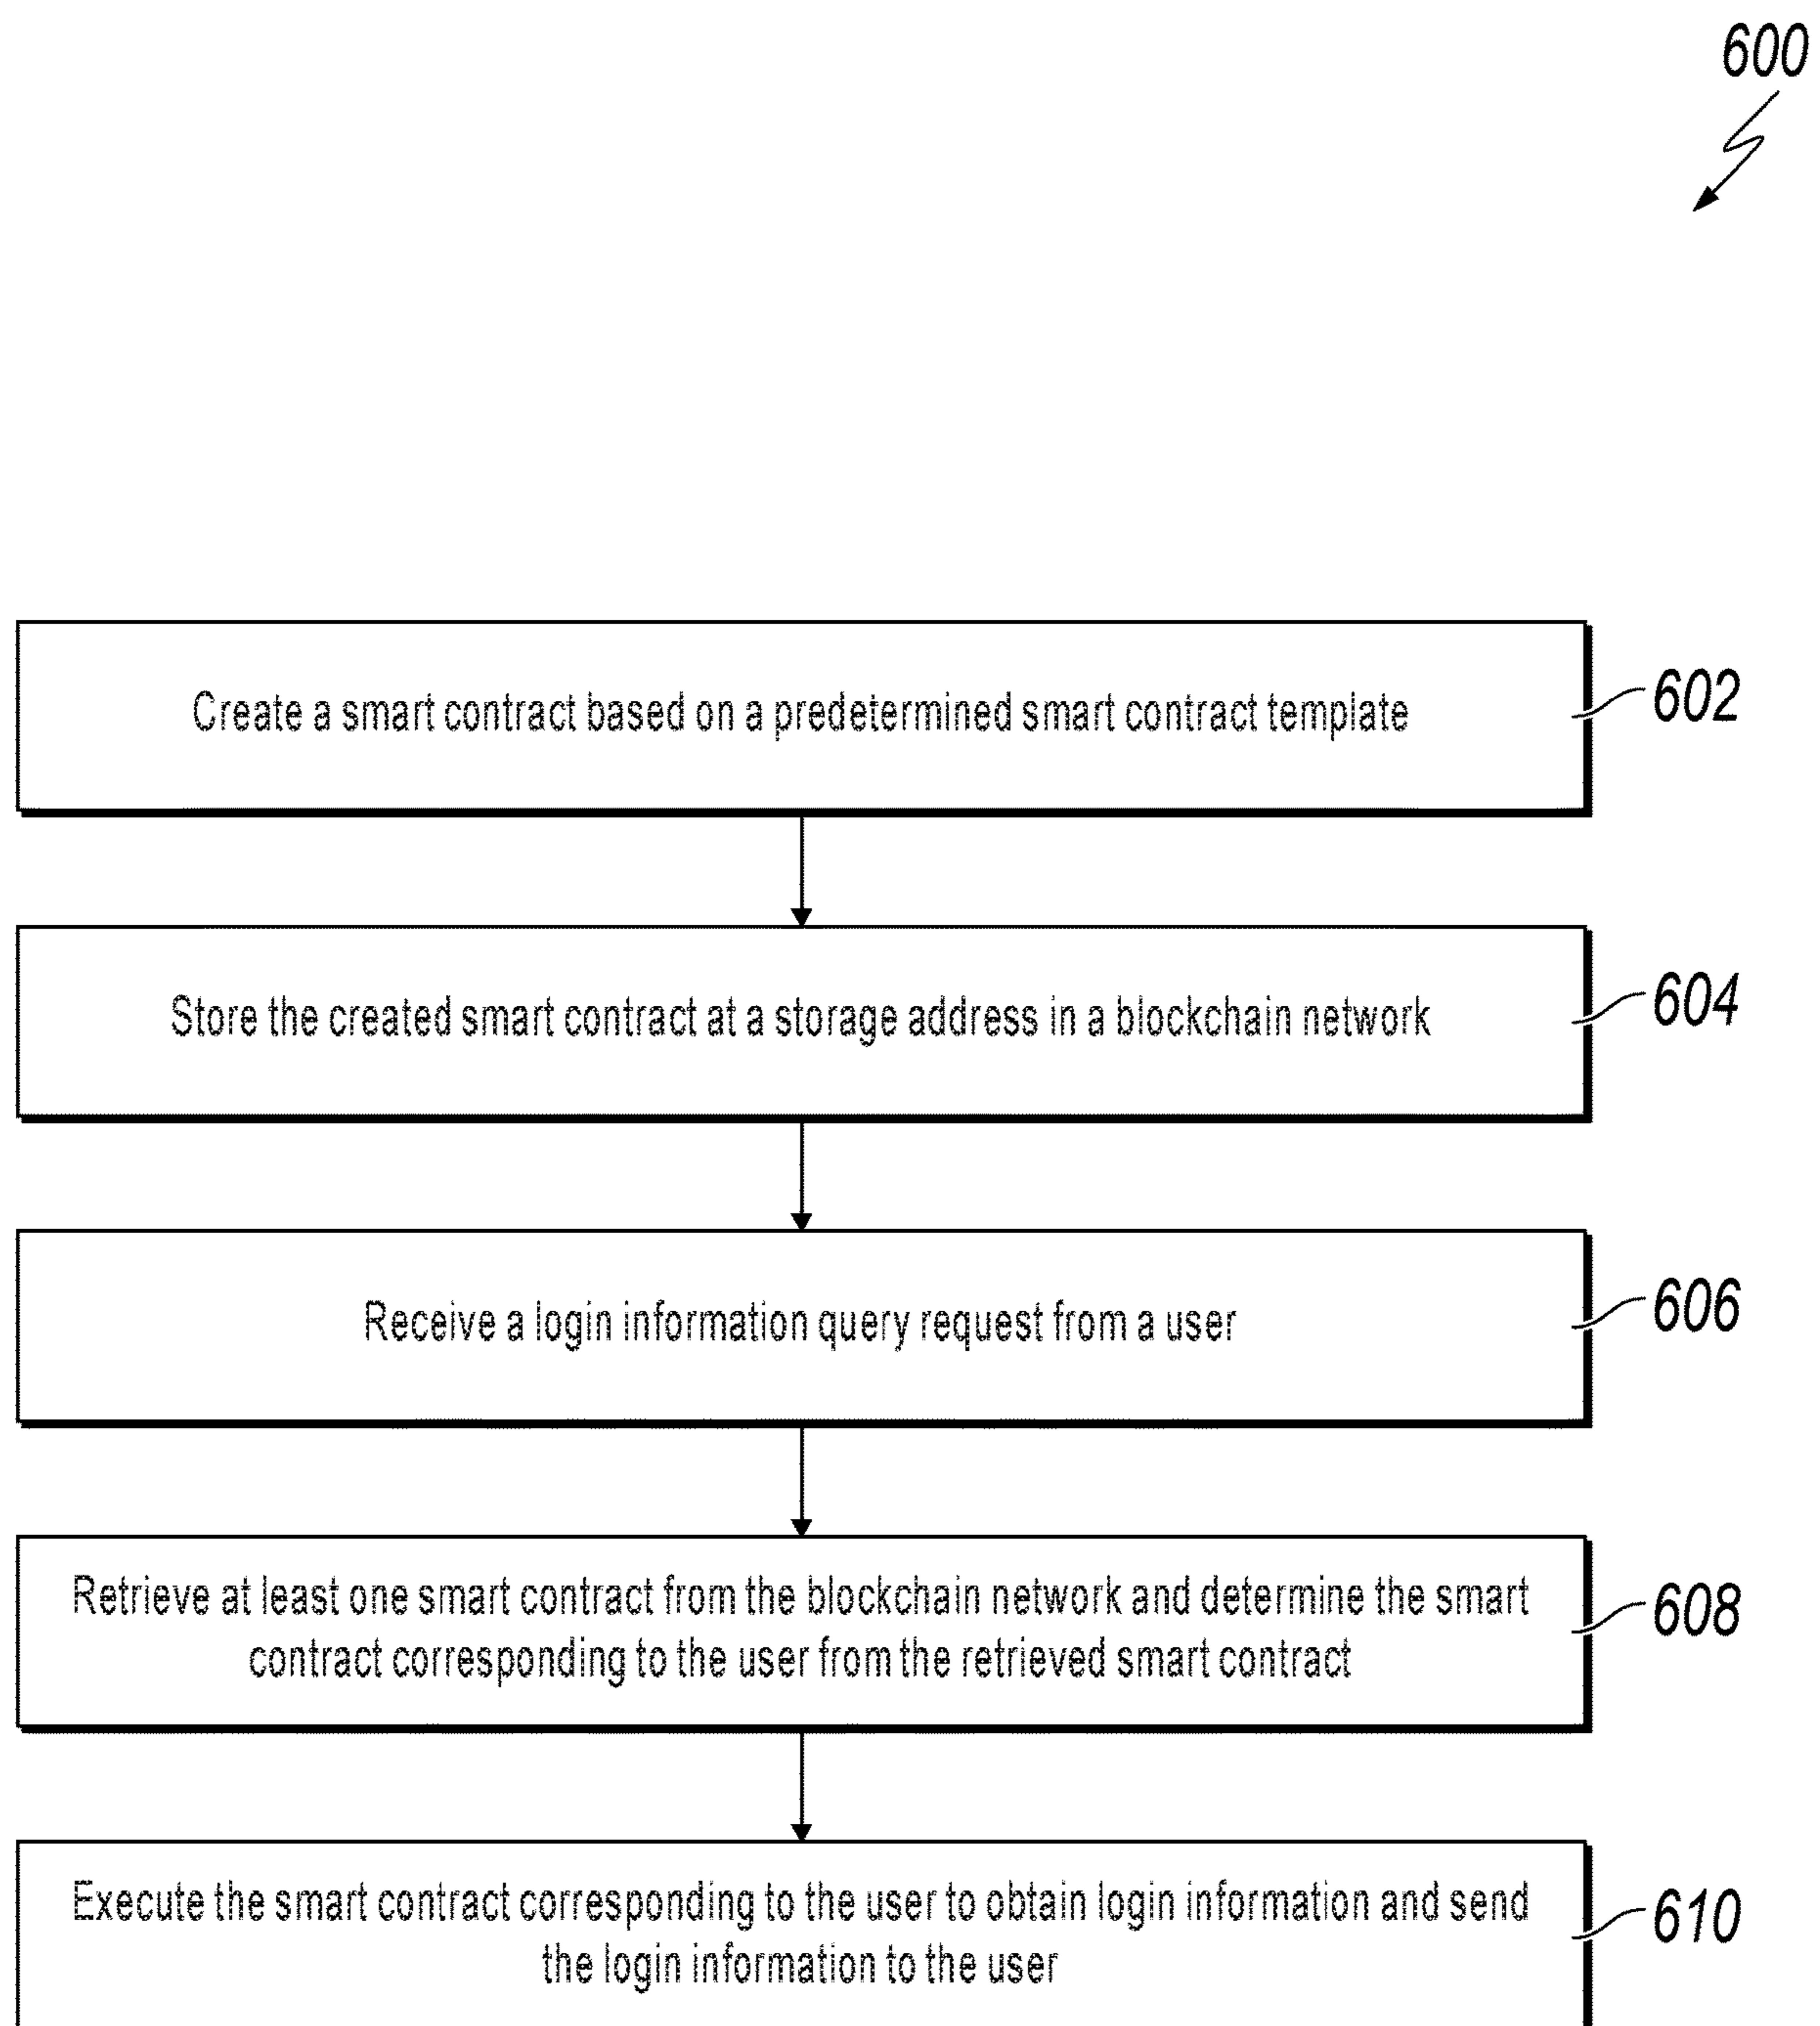 600
Create a smart contract based on a predetermined smart contract template
602
Store the created smart contract at a storage address in a blockchain network
604
Receive a login information query request from a user
606
Retrieve at least one smart contract from the blockchain network and determine the smart
contract corresponding to the user from the retrieved smart contract
608
Execute the smart contract corresponding to the user to obtain login information and send
the login information to the user
610